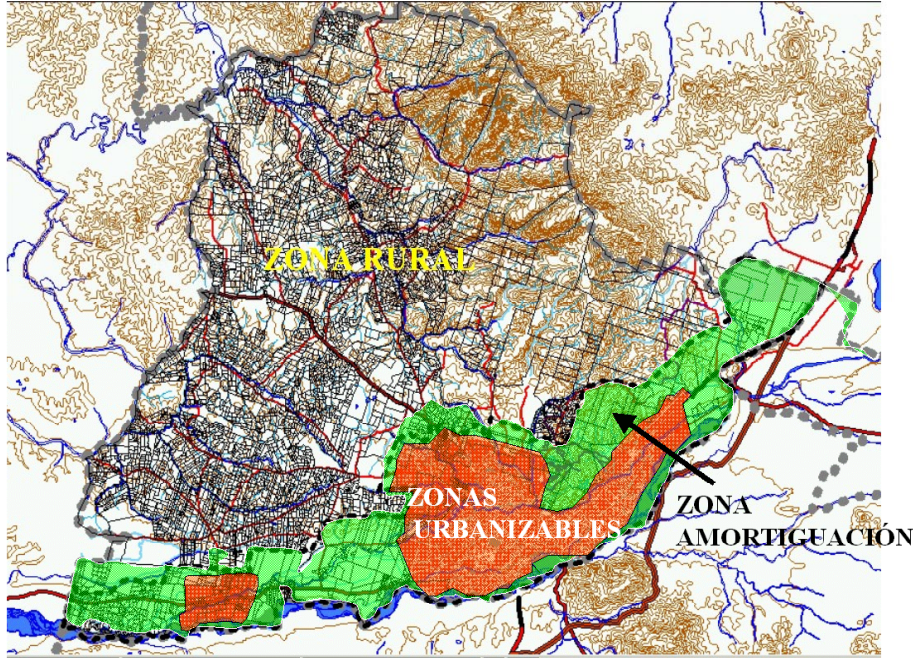 ZONA RURAL
ZONAS
URBANIZABLES
ZONA
AMORTIGUACIÓN